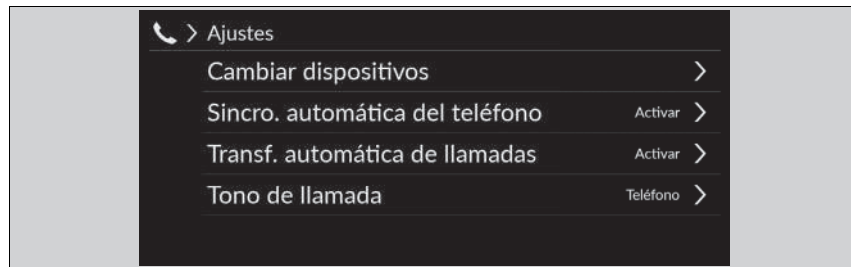 Ajustes
Cambiar dispositivos
Sincro. automática del teléfono Activar
Transf. automática de llamadas Activar
Tono de llamada Teléfono